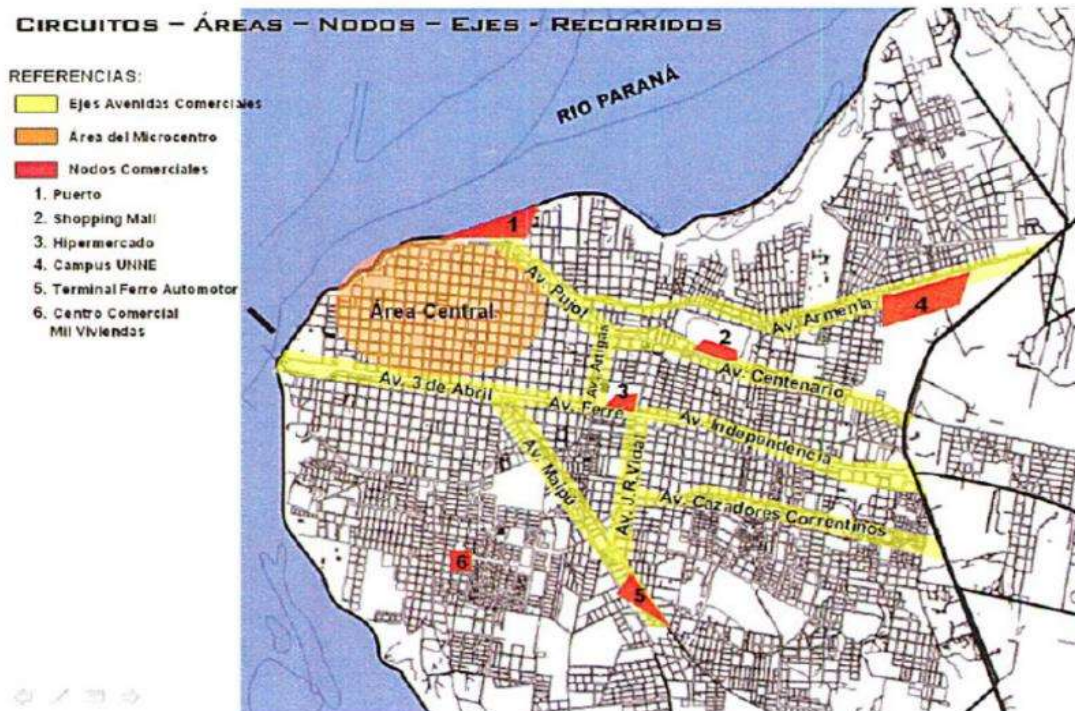 CIRCUITOS – ÁREAS – NODOS – EJES - RECORRIDOS
REFERENCIAS:
Ejes Avenidas Comerciales
Área del Microcentro
Nodos Comerciales
1. Puerto
2. Shopping Mall
3. Hipermercado
4. Campus UNNE
5. Terminal Ferro Automotor
6. Centro Comercial
Mil Viviendas
RIO PARANÁ
1
Av. Pujol
Área Central
4
Av. Armenia
2
Av. Artigas
Av. Centenario
Av. 3 de Abril
3
Av. Ferre
Av. Independencia
Av. Maipú
Av. J.R.Vidal
Av. Cazadores Correntinos
6
5